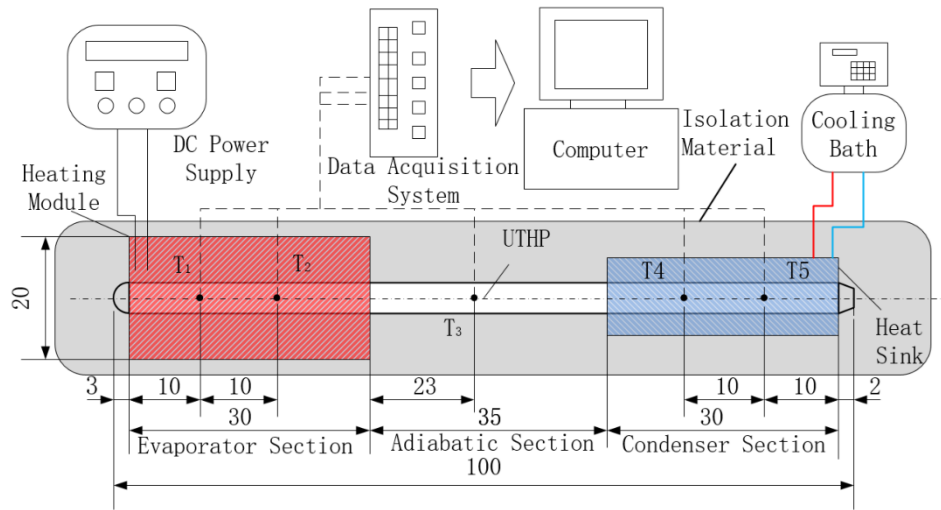 DC Power
Supply
Data Acquisition
System
Computer
Isolation
Material
Cooling
Bath
Heating
Module
UTHP
T1
T2
T3
T4
T5
Heat
Sink
20
3
10
10
23
10
10
2
30
35
30
Evaporator Section
Adiabatic Section
Condenser Section
100